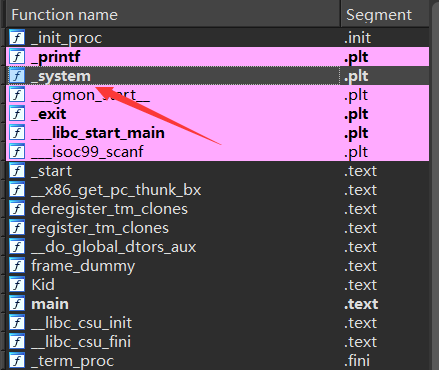 Function name Segment
_init_proc .init
_printf .plt
_system .plt
___gmon_start__ .plt
_exit .plt
___libc_start_main .plt
___isoc99_scanf .plt
_start .text
__x86_get_pc_thunk_bx .text
deregister_tm_clones .text
register_tm_clones .text
__do_global_dtors_aux .text
frame_dummy .text
Kid .text
main .text
__libc_csu_init .text
__libc_csu_fini .text
_term_proc .fini